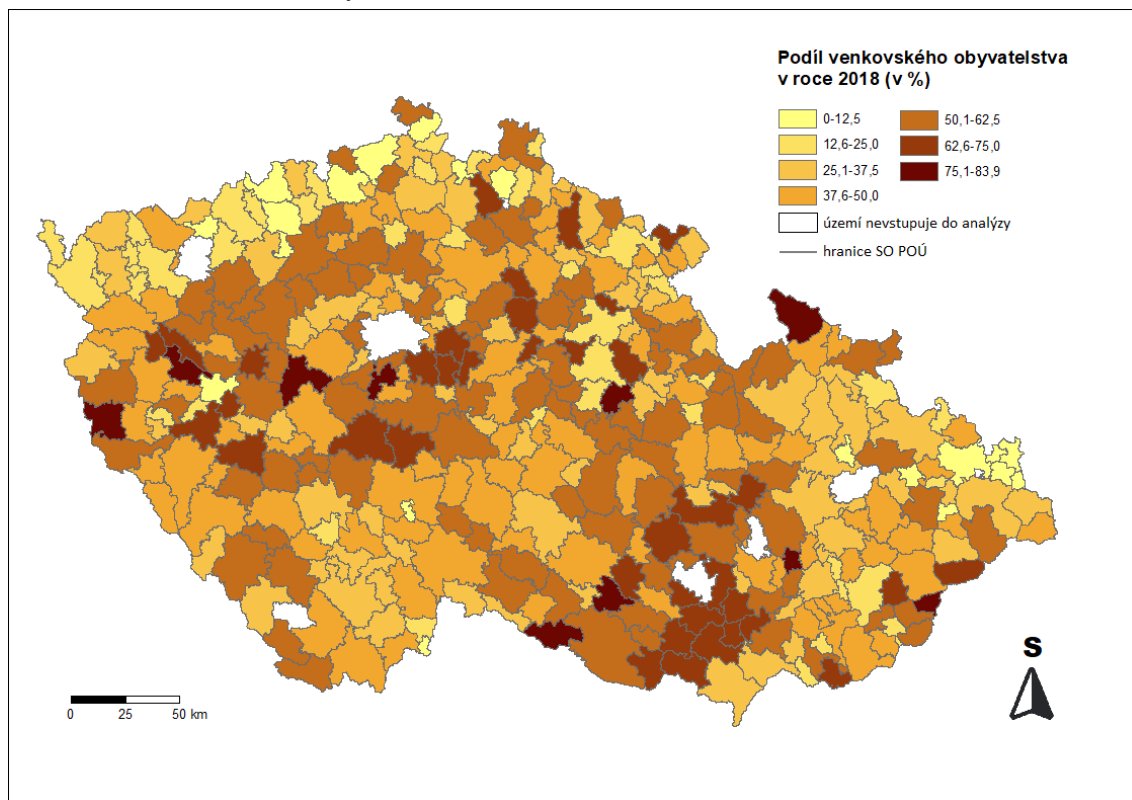 Podíl venkovského obyvatelstva
v roce 2018 (v %)
0-12,5
12,6-25,0
25,1-37,5
37,6-50,0
50,1-62,5
62,6-75,0
75,1-83,9
území nevstupuje do analýzy
hranice SO POÚ
S
0 25 50 km